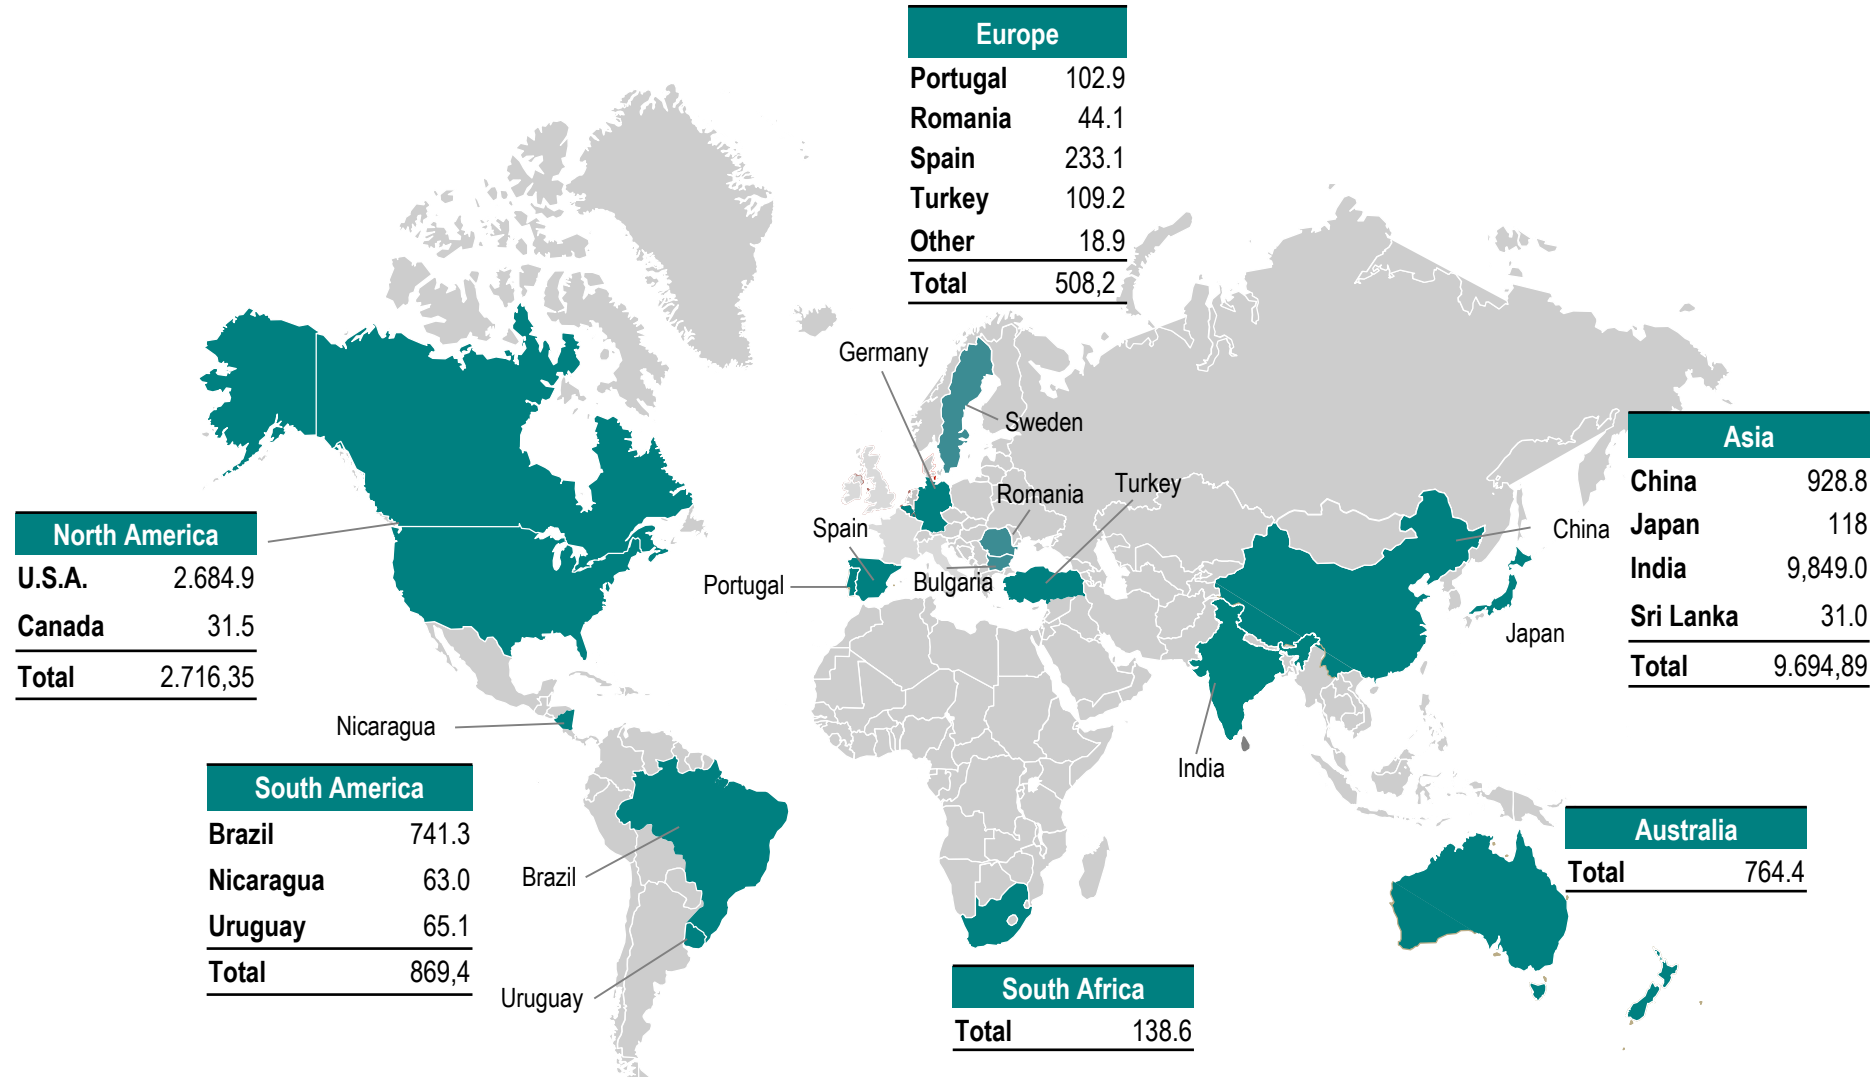 Europe
Portugal 102.9
Romania 44.1
Spain 233.1
Turkey 109.2
Other 18.9
Total 508,2
Germany
Sweden
Romania
Turkey
Spain
Portugal
Bulgaria
Asia
China 928.8
Japan 118
India 9,849.0
Sri Lanka 31.0
Total 9.694,89
China
Japan
India
North America
U.S.A. 2.684.9
Canada 31.5
Total 2.716,35
Nicaragua
South America
Brazil 741.3
Nicaragua 63.0
Uruguay 65.1
Total 869,4
Brazil
Uruguay
Australia
Total 764.4
South Africa
Total 138.6